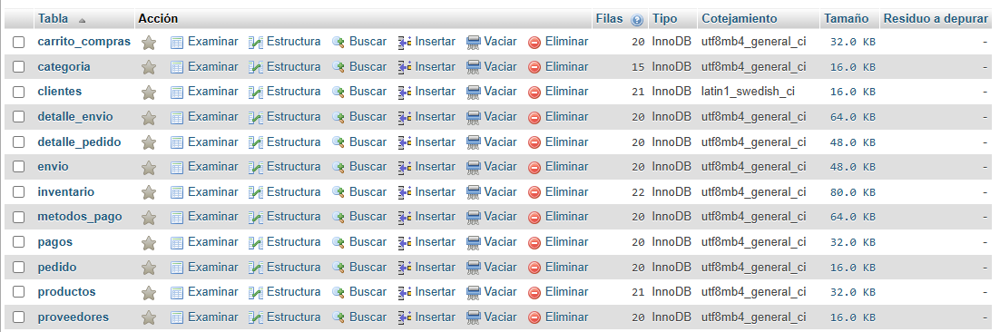 Tabla Acción Filas Tipo Cotejamiento Tamaño Residuo a depurar
carrito_compras Examinar Estructura Buscar Insertar Vaciar Eliminar 20 InnoDB utf8mb4_general_ci 32.0 KB -
categoria Examinar Estructura Buscar Insertar Vaciar Eliminar 15 InnoDB utf8mb4_general_ci 16.0 KB -
clientes Examinar Estructura Buscar Insertar Vaciar Eliminar 21 InnoDB latin1_swedish_ci 16.0 KB -
detalle_envio Examinar Estructura Buscar Insertar Vaciar Eliminar 20 InnoDB utf8mb4_general_ci 64.0 KB -
detalle_pedido Examinar Estructura Buscar Insertar Vaciar Eliminar 20 InnoDB utf8mb4_general_ci 48.0 KB -
envio Examinar Estructura Buscar Insertar Vaciar Eliminar 20 InnoDB utf8mb4_general_ci 48.0 KB -
inventario Examinar Estructura Buscar Insertar Vaciar Eliminar 22 InnoDB utf8mb4_general_ci 80.0 KB -
metodos_pago Examinar Estructura Buscar Insertar Vaciar Eliminar 20 InnoDB utf8mb4_general_ci 64.0 KB -
pagos Examinar Estructura Buscar Insertar Vaciar Eliminar 20 InnoDB utf8mb4_general_ci 32.0 KB -
pedido Examinar Estructura Buscar Insertar Vaciar Eliminar 20 InnoDB utf8mb4_general_ci 16.0 KB -
productos Examinar Estructura Buscar Insertar Vaciar Eliminar 21 InnoDB utf8mb4_general_ci 32.0 KB -
proveedores Examinar Estructura Buscar Insertar Vaciar Eliminar 20 InnoDB utf8mb4_general_ci 16.0 KB -